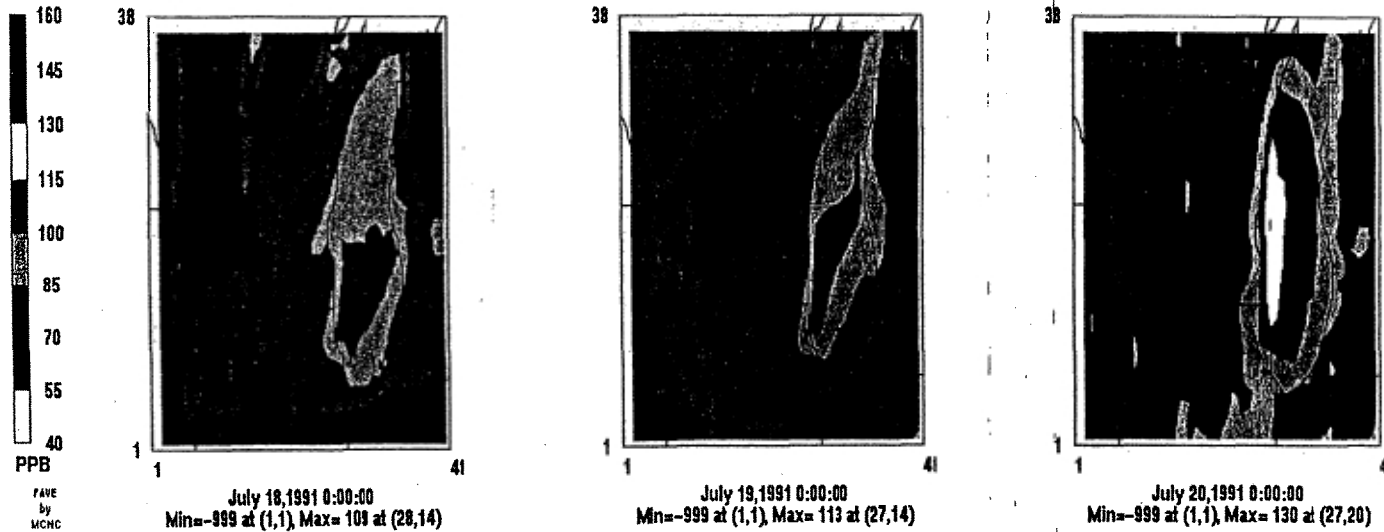 160
145
130
115
100
85
70
55
40
PPB
PAVE
by
MCNC
38
1
1
41
July 18,1991 0:00:00
Min=-999 at (1,1), Max= 109 at (28,14)
38
1
1
41
July 19,1991 0:00:00
Min=-999 at (1,1), Max= 113 at (27,14)
38
1
1
4
July 20,1991 0:00:00
Min=-999 at (1,1), Max= 130 at (27,20)